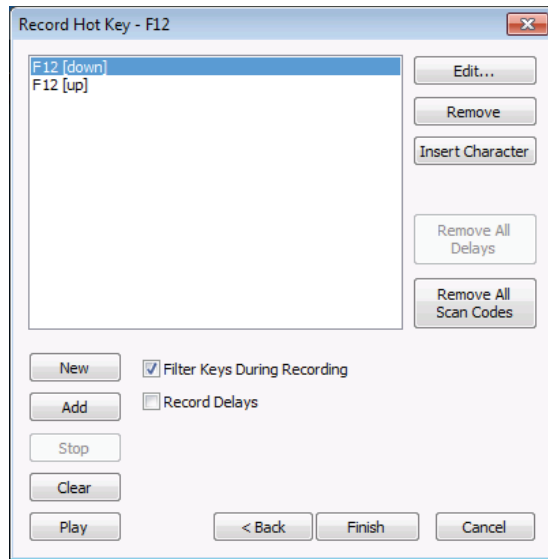 Record Hot Key - F12
F12 [down]
F12 [up]
Edit...
Remove
Insert Character
Remove All
Delays
Remove All
Scan Codes
New
Filter Keys During Recording
Add
Record Delays
Stop
Clear
Play
< Back
Finish
Cancel